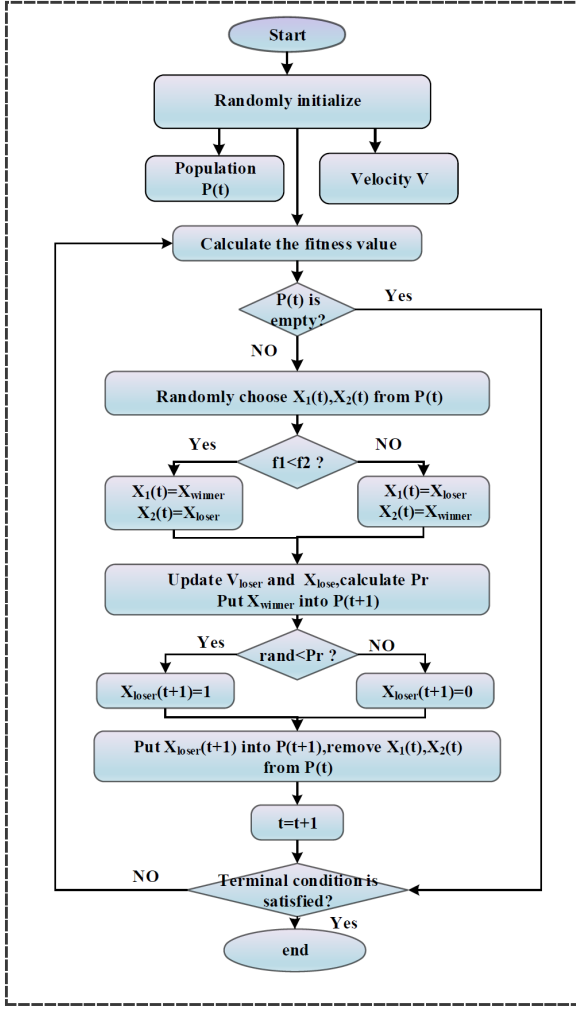 Start
Randomly initialize
Population
P(t)
Velocity V
Calculate the fitness value
P(t) is
empty?
Yes
NO
Randomly choose X₁(t),X₂(t) from P(t)
Yes
f1<f2 ?
NO
X₁(t)=Xwinner
X₂(t)=Xloser
X₁(t)=Xloser
X₂(t)=Xwinner
Update Vloser and Xlose,calculate Pr
Put Xwinner into P(t+1)
Yes
rand<Pr ?
NO
Xloser(t+1)=1
Xloser(t+1)=0
Put Xloser(t+1) into P(t+1),remove X₁(t),X₂(t)
from P(t)
t=t+1
NO
Terminal condition is
satisfied?
Yes
end